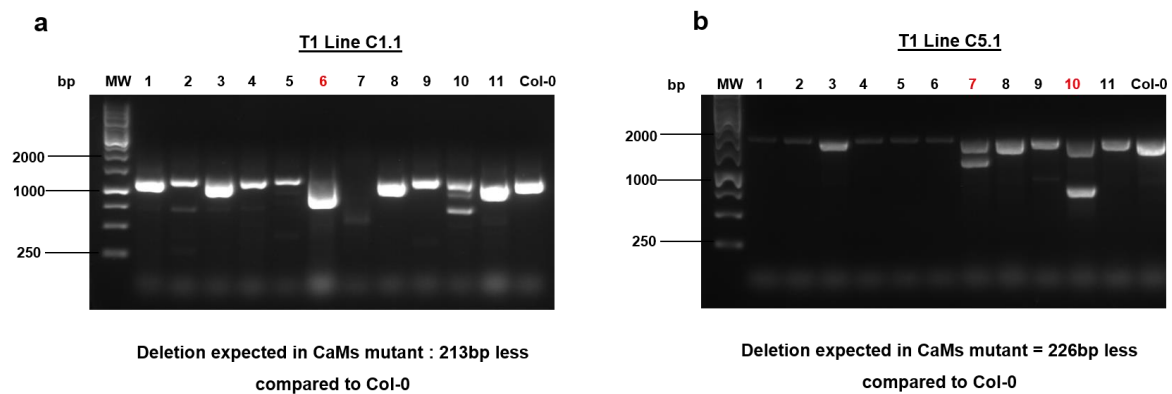 a
T1 Line C1.1
bp MW 1 2 3 4 5 6 7 8 9 10 11 Col-0
2000
1000
250
Deletion expected in CaMs mutant : 213bp less
compared to Col-0
b
T1 Line C5.1
bp MW 1 2 3 4 5 6 7 8 9 10 11 Col-0
2000
1000
250
Deletion expected in CaMs mutant = 226bp less
compared to Col-0